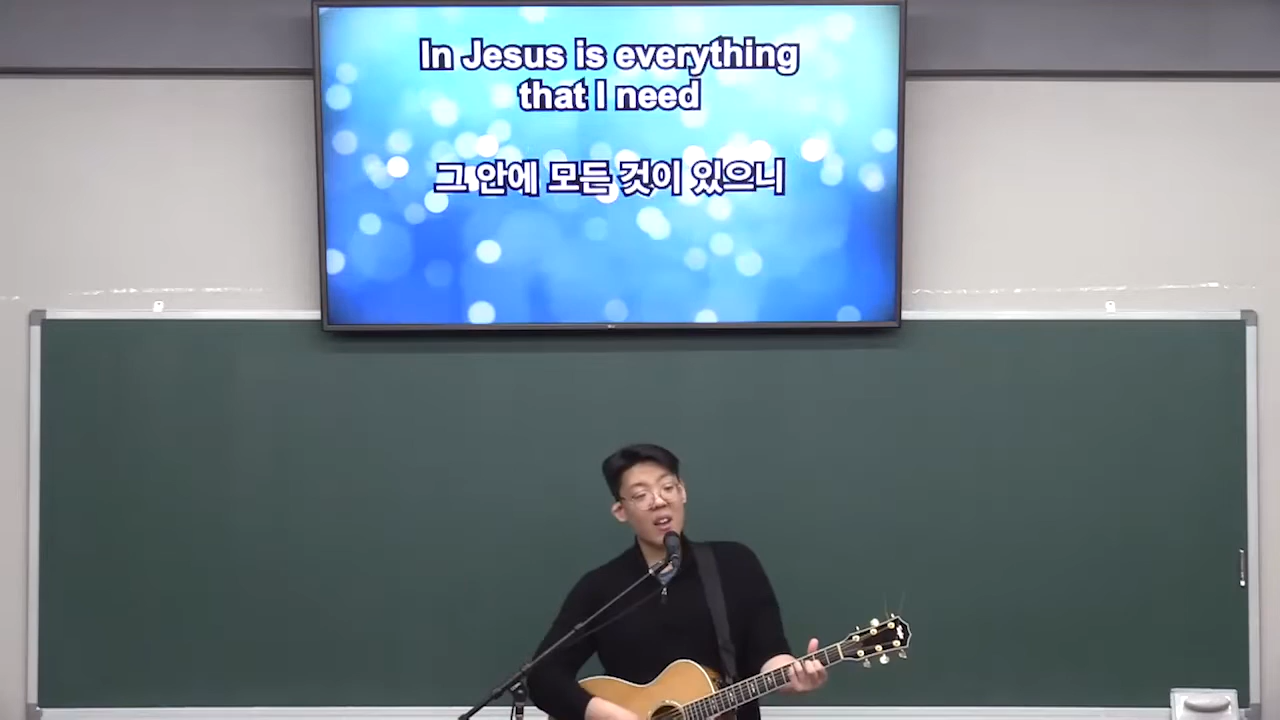 In Jesus is everything
that I need
그 안에 모든 것이 있으니